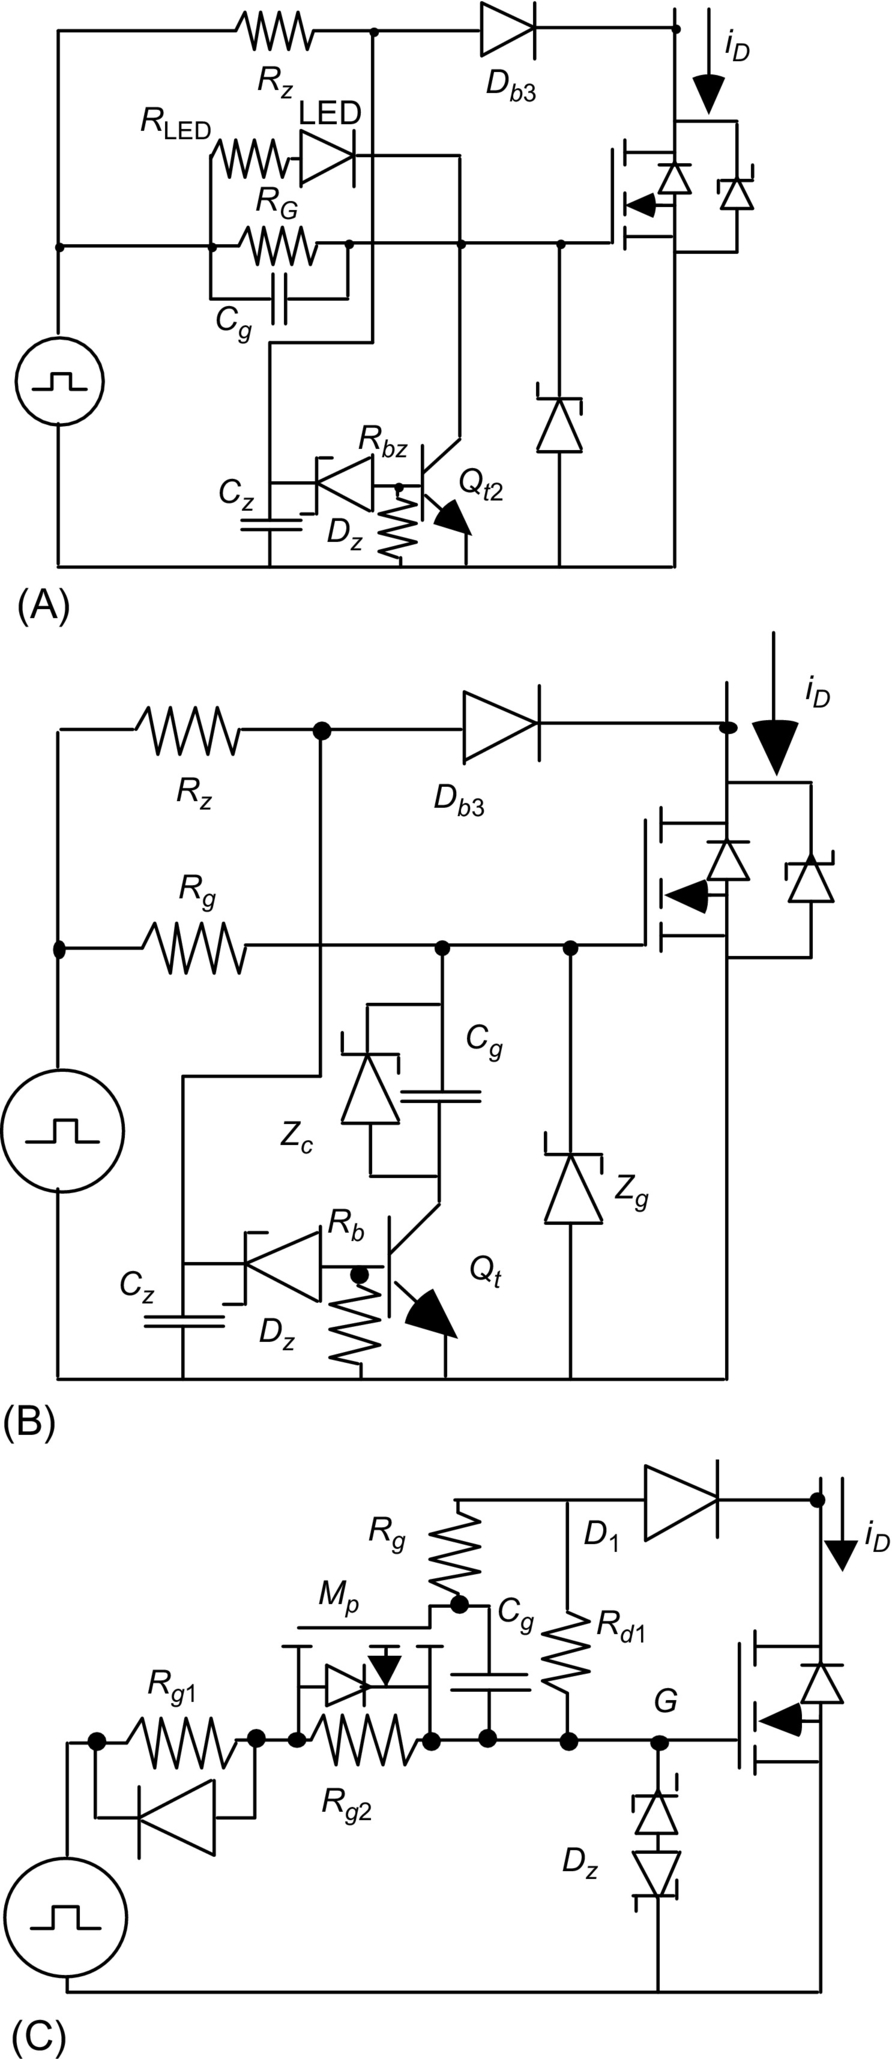 R_z
D_b3
i_D
R_LED
LED
R_G
C_g
R_bz
C_z
D_z
Q_t2
(A)
i_D
R_z
D_b3
R_g
C_g
Z_c
Z_g
R_b
C_z
D_z
Q_t
(B)
R_g
D_1
i_D
M_p
C_g
R_d1
R_g1
G
R_g2
D_z
(C)